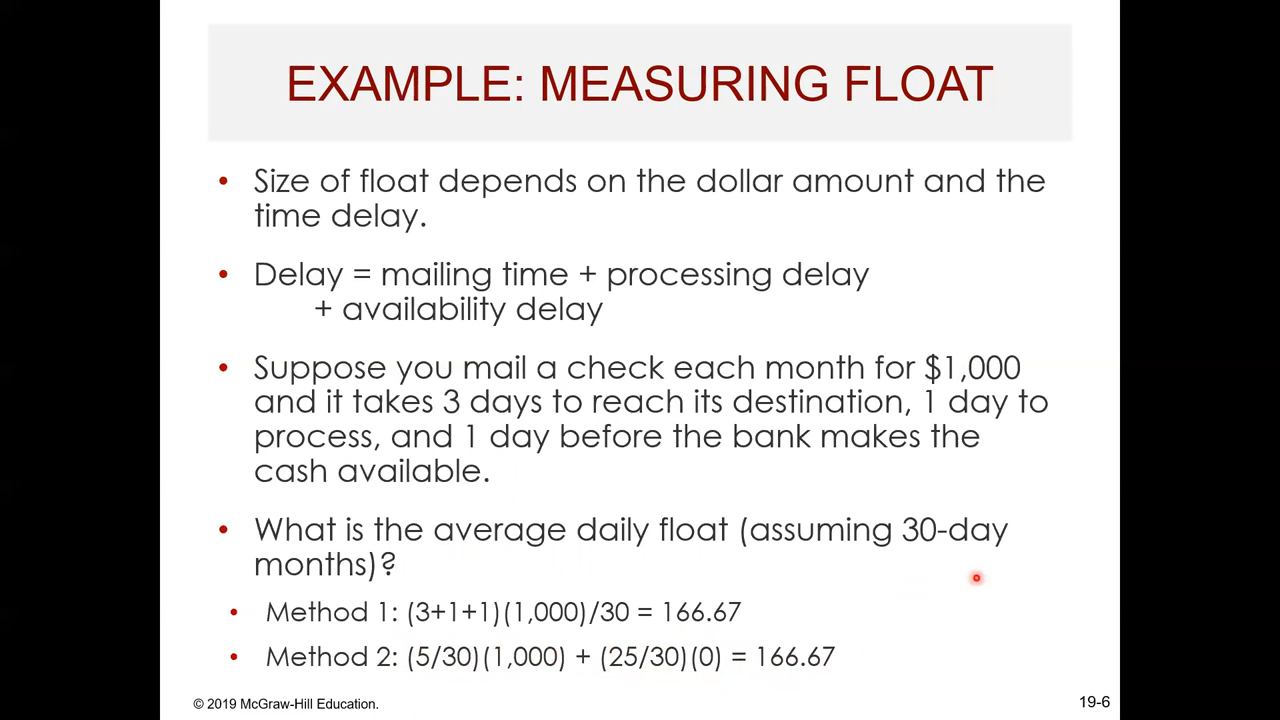 EXAMPLE: MEASURING FLOAT
• Size of float depends on the dollar amount and the
time delay.
• Delay = mailing time + processing delay
+ availability delay
• Suppose you mail a check each month for $1,000
and it takes 3 days to reach its destination, 1 day to
process, and 1 day before the bank makes the
cash available.
• What is the average daily float (assuming 30-day
months)?
• Method 1: (3+1+1)(1,000)/30 = 166.67
• Method 2: (5/30)(1,000) + (25/30)(0) = 166.67
© 2019 McGraw-Hill Education.
19-6